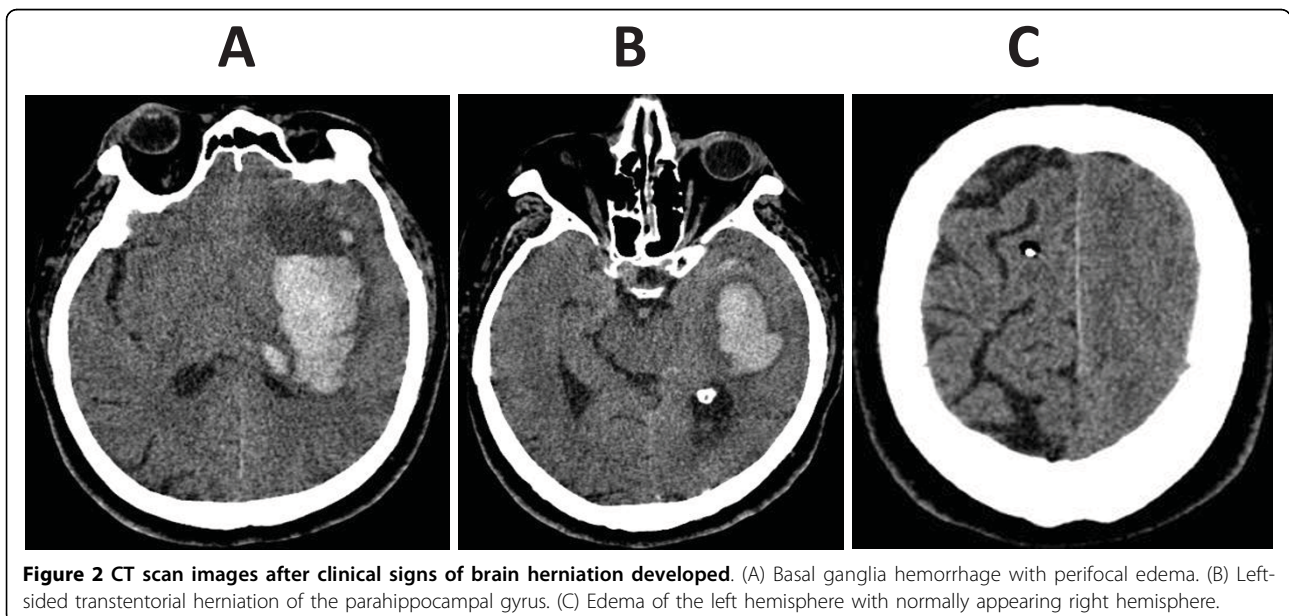 A
B
C
Figure 2 CT scan images after clinical signs of brain herniation developed. (A) Basal ganglia hemorrhage with perifocal edema. (B) Left-
sided transtentorial herniation of the parahippocampal gyrus. (C) Edema of the left hemisphere with normally appearing right hemisphere.